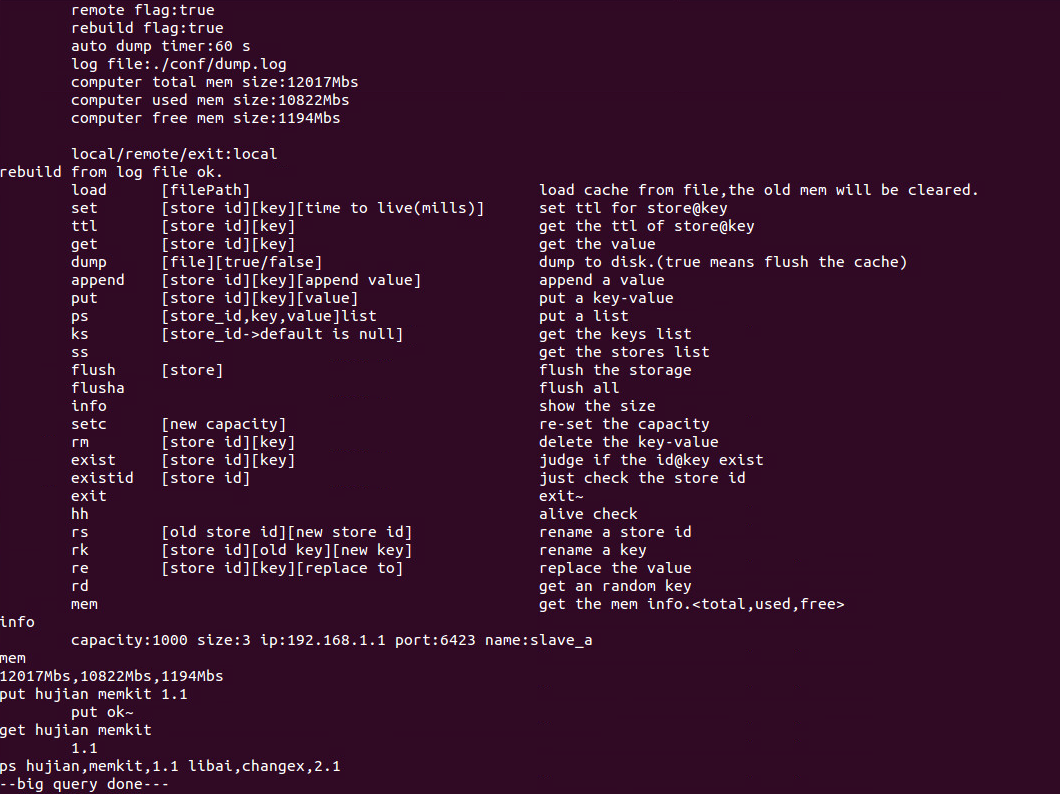 remote flag:true
rebuild flag:true
auto dump timer:60 s
log file:./conf/dump.log
computer total mem size:12017Mbs
computer used mem size:10822Mbs
computer free mem size:1194Mbs
local/remote/exit:local
rebuild from log file ok.
load [filePath] load cache from file,the old mem will be cleared.
set [store id][key][time to live(mills)] set ttl for store@key
ttl [store id][key] get the ttl of store@key
get [store id][key] get the value
dump [file][true/false] dump to disk.(true means flush the cache)
append [store id][key][append value] append a value
put [store id][key][value] put a key-value
ps [store_id,key,value]list put a list
ks [store_id->default is null] get the keys list
ss get the stores list
flush [store] flush the storage
flusha flush all
info show the size
setc [new capacity] re-set the capacity
rm [store id][key] delete the key-value
exist [store id][key] judge if the id@key exist
existid [store id] just check the store id
exit exit~
hh alive check
rs [old store id][new store id] rename a store id
rk [store id][old key][new key] rename a key
re [store id][key][replace to] replace the value
rd get an random key
mem get the mem info.<total,used,free>
info
capacity:1000 size:3 ip:192.168.1.1 port:6423 name:slave_a
mem
12017Mbs,10822Mbs,1194Mbs
put hujian memkit 1.1
put ok~
get hujian memkit
1.1
ps hujian,memkit,1.1 libai,changex,2.1
--big query done---